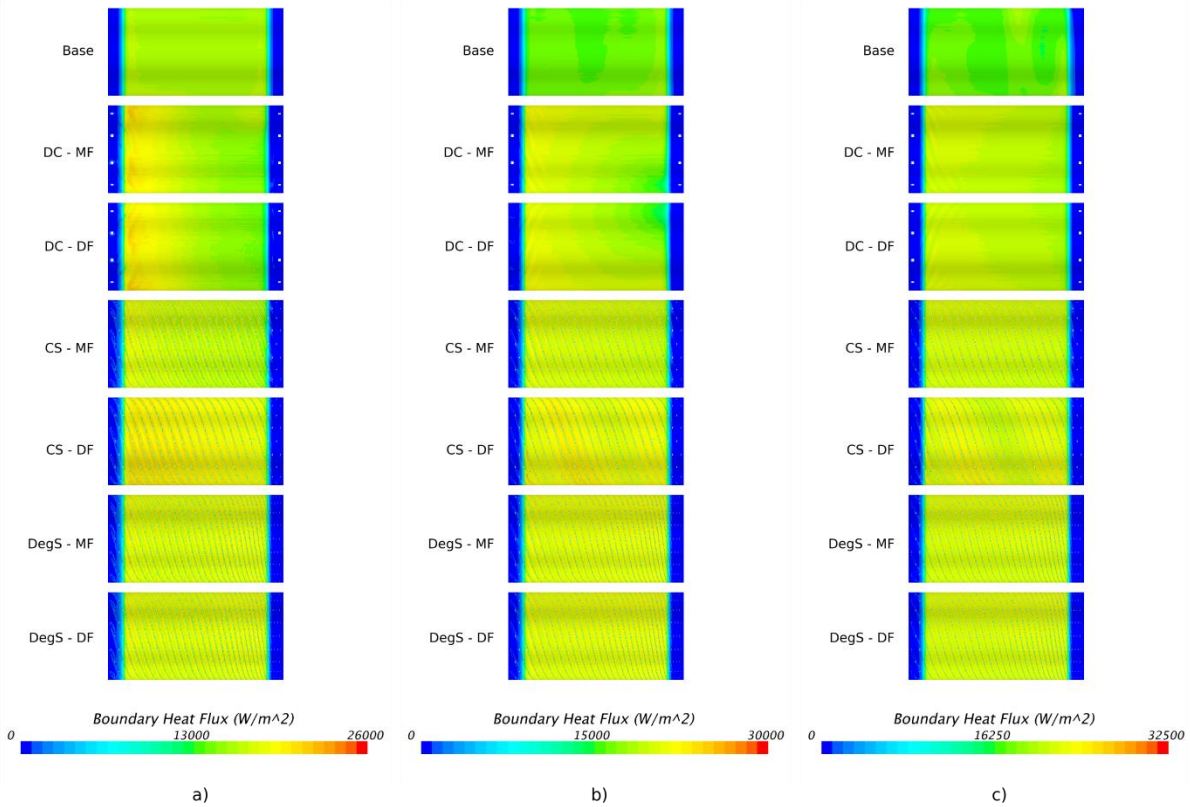 Base
DC - MF
DC - DF
CS - MF
CS - DF
DegS - MF
DegS - DF
Boundary Heat Flux (W/m^2)
0 13000 26000
a)
Base
DC - MF
DC - DF
CS - MF
CS - DF
DegS - MF
DegS - DF
Boundary Heat Flux (W/m^2)
0 15000 30000
b)
Base
DC - MF
DC - DF
CS - MF
CS - DF
DegS - MF
DegS - DF
Boundary Heat Flux (W/m^2)
0 16250 32500
c)